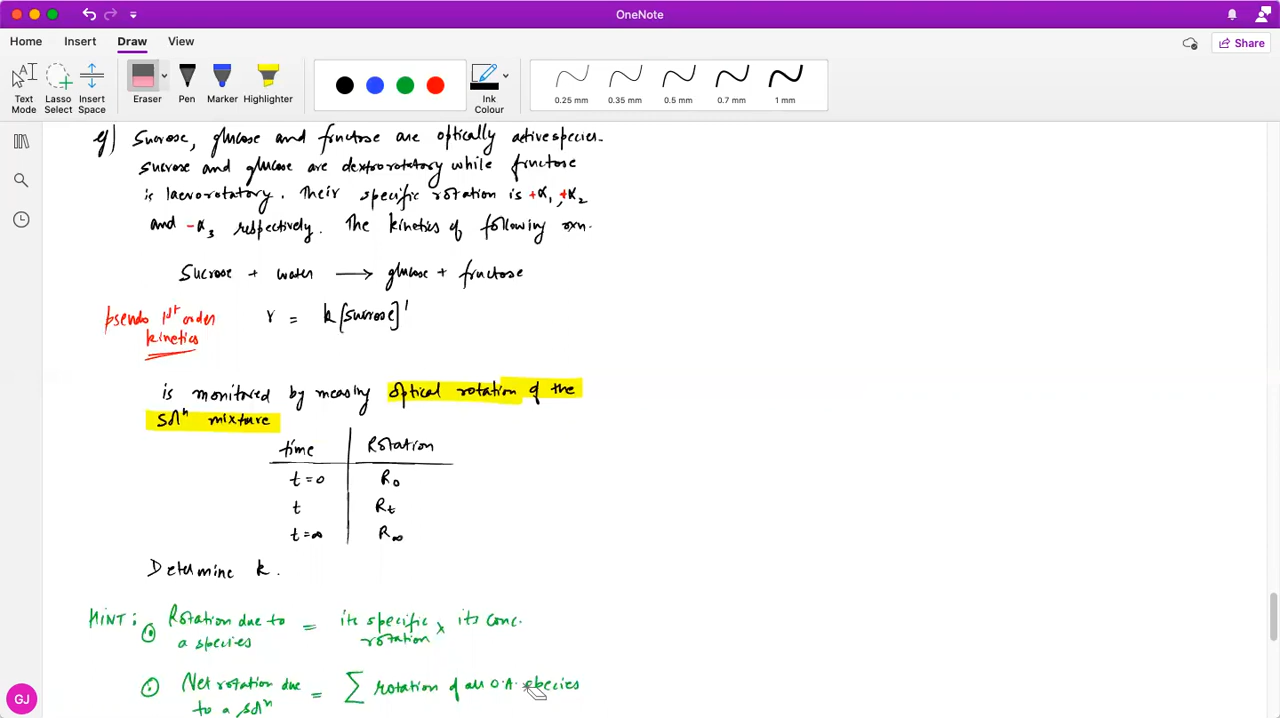 OneNote
Home Insert Draw View
Share
Text Mode
Lasso Select
Insert Space
Eraser
Pen
Marker
Highlighter
Ink Colour
0.25 mm
0.35 mm
0.5 mm
0.7 mm
1 mm
eg) Sucrose, glucose and fructose are optically active species.
Sucrose and glucose are dextrorotatory while fructose
is laevorotatory. Their specific rotation is +α₁, +α₂
and -α₃ respectively. The kinetics of following rxn.
Sucrose + water ⟶ glucose + fructose
pseudo 1st order
kinetics
r = k[sucrose]¹
is monitored by measing optical rotation of the
solⁿ mixture
time | Rotation
t=0 | R₀
t | Rₜ
t=∞ | R∞
Determine k.
HINT: ① Rotation due to a species = its specific rotation × its conc.
Net rotation due to a solⁿ = Σ rotation of all O.A. species
GJ